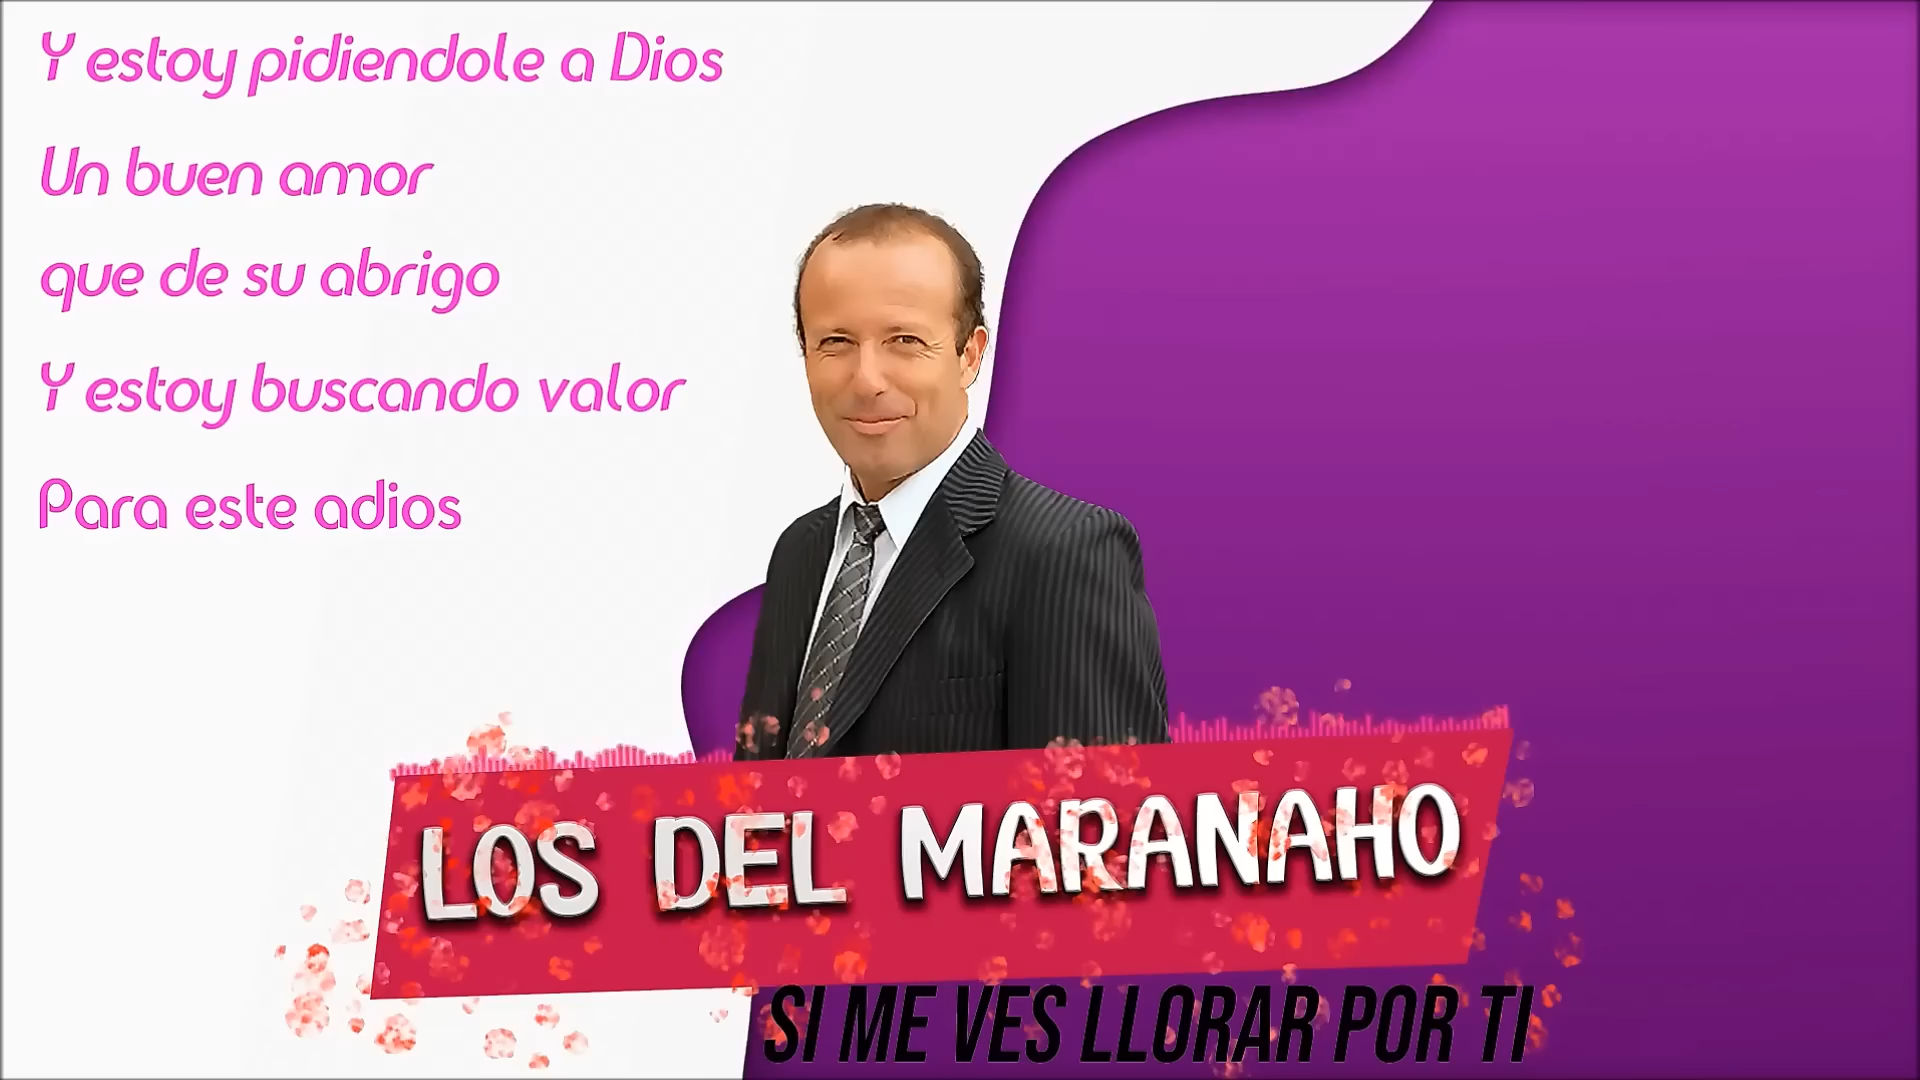 Y estoy pidiendole a Dios
Un buen amor
que de su abrigo
Y estoy buscando valor
Para este adios
LOS DEL MARANAHO
SI ME VES LLORAR POR TI